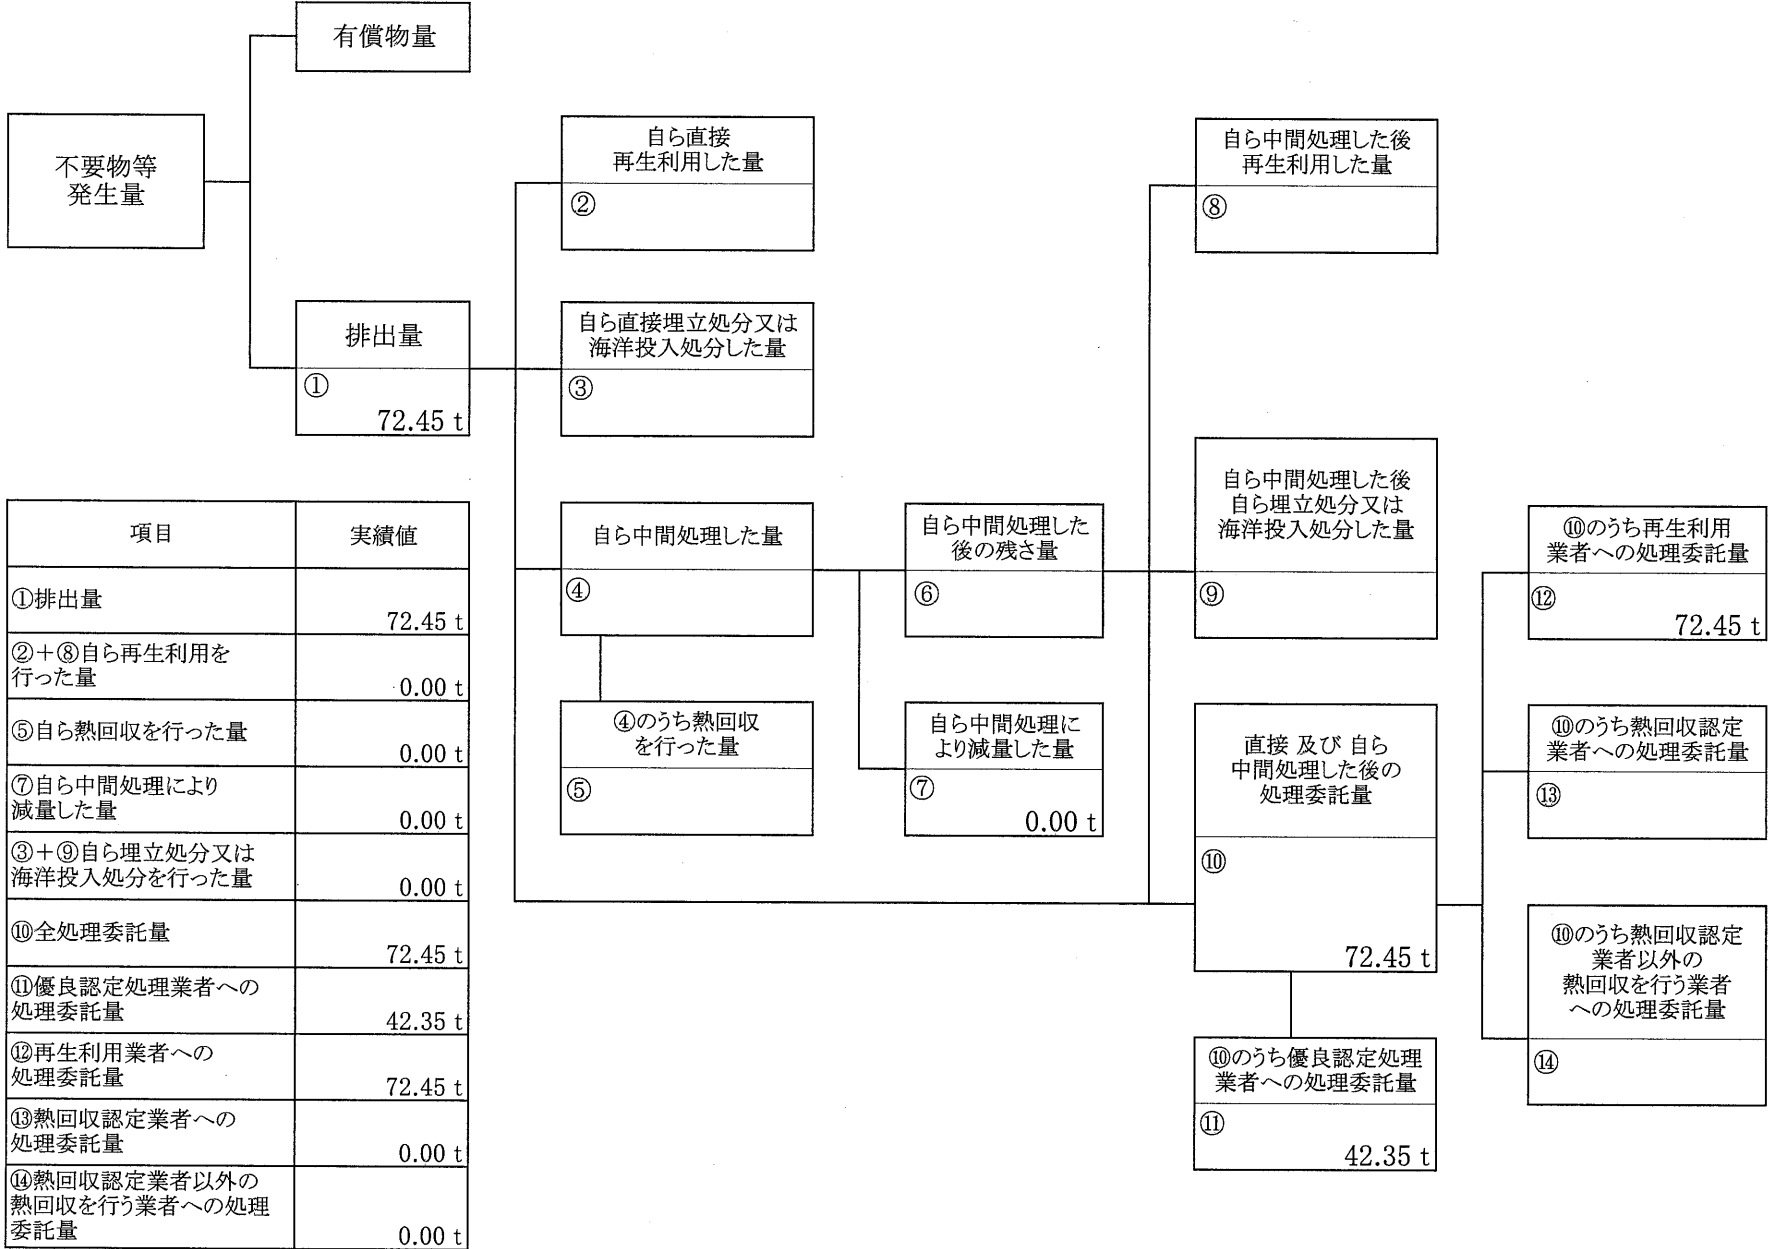 有償物量
不要物等
発生量
自ら直接
再生利用した量
②
自ら中間処理した後
再生利用した量
⑧
排出量
①
72.45 t
自ら直接埋立処分又は
海洋投入処分した量
③
自ら中間処理した量
④
自ら中間処理した
後の残さ量
⑥
自ら中間処理した後
自ら埋立処分又は
海洋投入処分した量
⑨
⑩のうち再生利用
業者への処理委託量
⑫
72.45 t
④のうち熱回収
を行った量
⑤
自ら中間処理に
より減量した量
⑦
0.00 t
直接 及び 自ら
中間処理した後の
処理委託量
⑩
72.45 t
⑩のうち熱回収認定
業者への処理委託量
⑬
⑩のうち熱回収認定
業者以外の
熱回収を行う業者
への処理委託量
⑭
⑩のうち優良認定処理
業者への処理委託量
⑪
42.35 t
項目 実績値
①排出量
72.45 t
②＋⑧自ら再生利用を
行った量
0.00 t
⑤自ら熱回収を行った量
0.00 t
⑦自ら中間処理により
減量した量
0.00 t
③＋⑨自ら埋立処分又は
海洋投入処分を行った量
0.00 t
⑩全処理委託量
72.45 t
⑪優良認定処理業者への
処理委託量
42.35 t
⑫再生利用業者への
処理委託量
72.45 t
⑬熱回収認定業者への
処理委託量
0.00 t
⑭熱回収認定業者以外の
熱回収を行う業者への処理
委託量
0.00 t